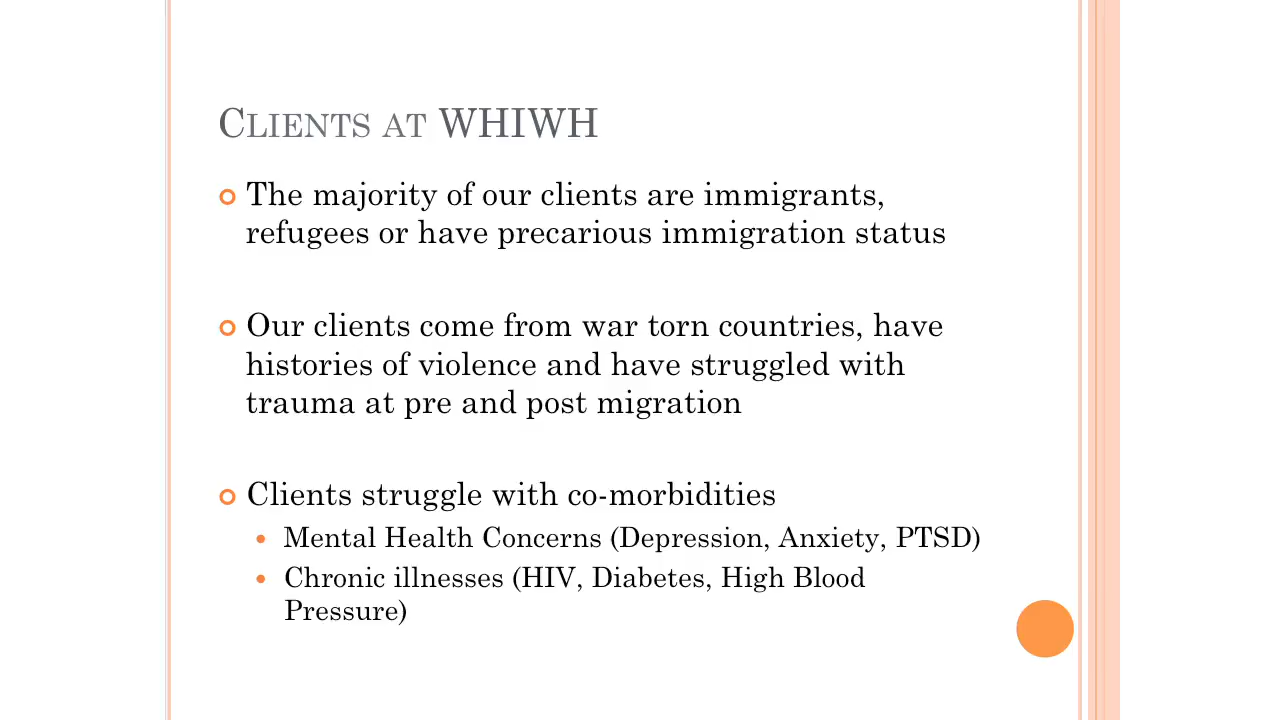 Clients at WHIWH
The majority of our clients are immigrants,
refugees or have precarious immigration status
Our clients come from war torn countries, have
histories of violence and have struggled with
trauma at pre and post migration
Clients struggle with co-morbidities
Mental Health Concerns (Depression, Anxiety, PTSD)
Chronic illnesses (HIV, Diabetes, High Blood
Pressure)